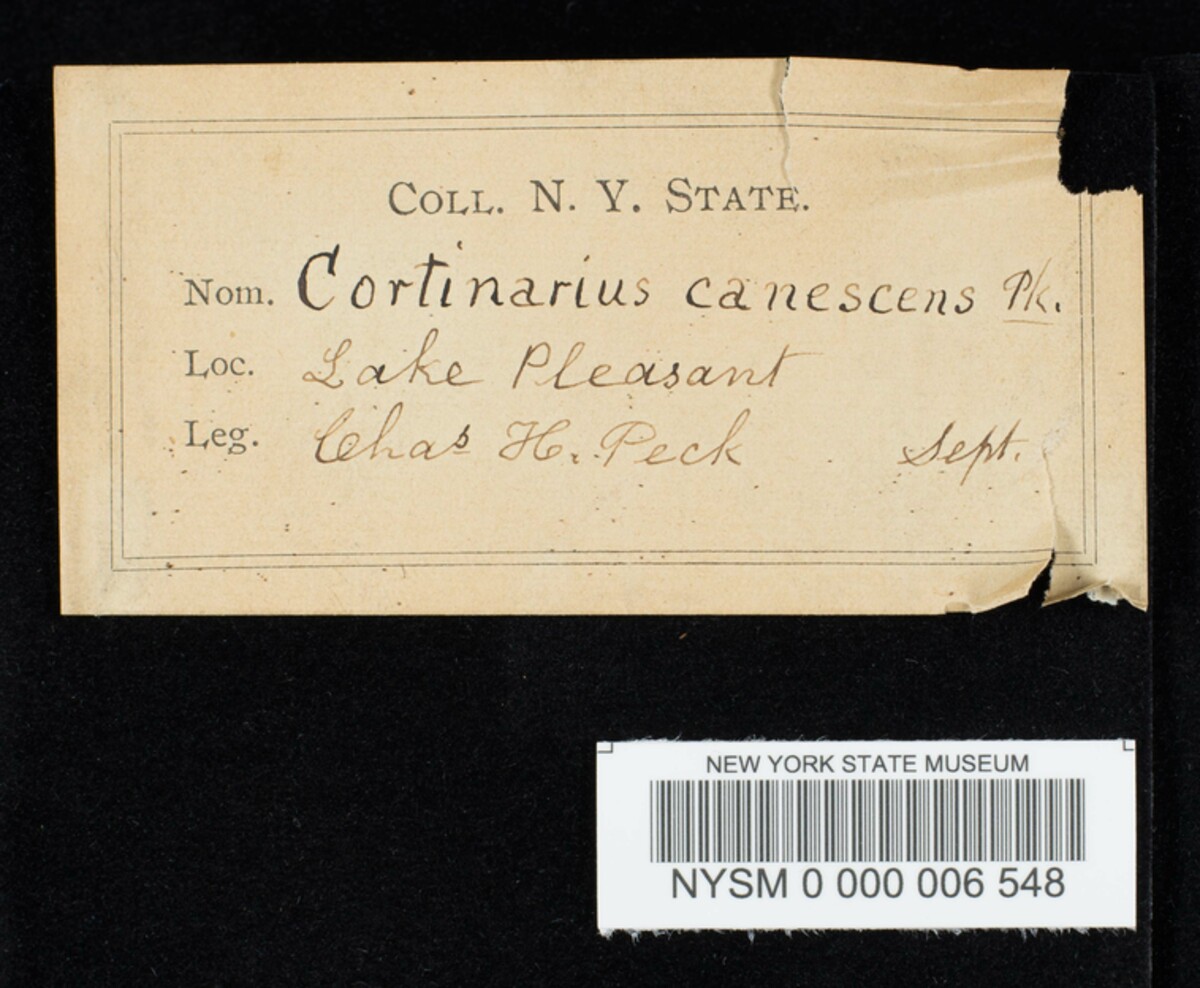 COLL. N. Y. STATE.
Nom. Cortinarius canescens Pk.
Loc. Lake Pleasant
Leg. Chas H. Peck Sept.
NEW YORK STATE MUSEUM
NYSM 0 000 006 548